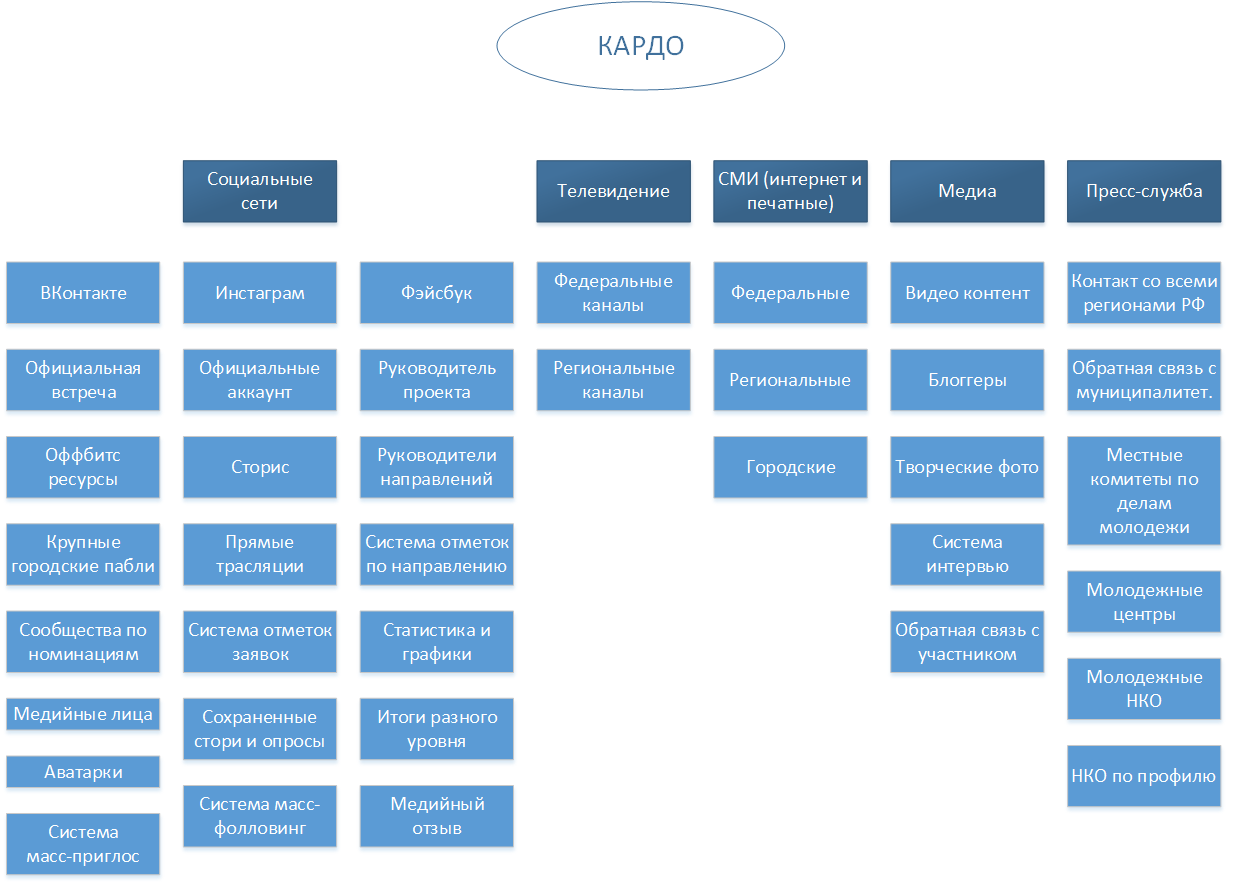 КАРДО
Социальные
сети
Телевидение
СМИ (интернет и
печатные)
Медиа
Пресс-служба
ВКонтакте
Инстаграм
Фэйсбук
Федеральные
каналы
Федеральные
Видео контент
Контакт со всеми
регионами РФ
Официальная
встреча
Официальные
аккаунт
Руководитель
проекта
Региональные
каналы
Региональные
Блоггеры
Обратная связь с
муниципалитет.
Оффбитс
ресурсы
Сторис
Руководители
направлений
Городские
Творческие фото
Местные
комитеты по
делам
молодежи
Крупные
городские пабли
Прямые
трасляции
Система отметок
по направлению
Система
интервью
Молодежные
центры
Сообщества по
номинациям
Система отметок
заявок
Статистика и
графики
Обратная связь с
участником
Молодежные
НКО
Медийные лица
Сохраненные
стори и опросы
Итоги разного
уровня
НКО по профилю
Аватарки
Система масс-
фолловинг
Медийный
отзыв
Система
масс-приглос